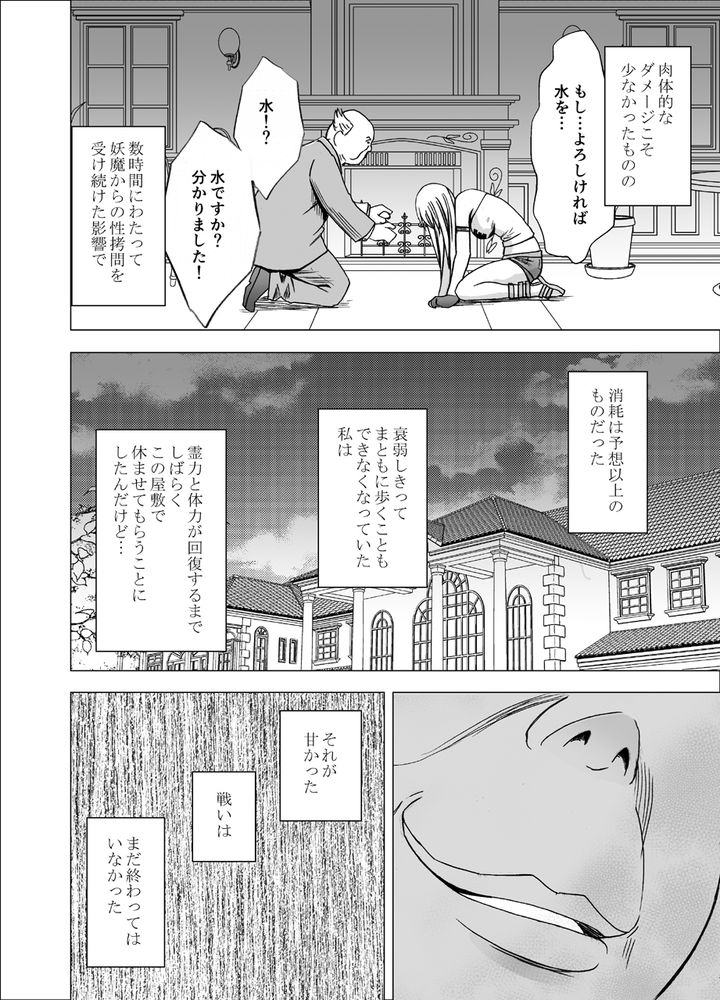 肉体的な
ダメージこそ
少なかったものの
もし…よろしければ
水を…
水！？
水ですか？
分かりました！
数時間にわたって
妖魔からの性拷問を
受け続けた影響で
消耗は予想以上の
ものだった
衰弱しきって
まともに歩くことも
できなくなっていた
私は
霊力と体力が回復するまで
しばらく
この屋敷で
休ませてもらうことに
したんだけど…
それが
甘かった
戦いは
まだ終わっては
いなかった